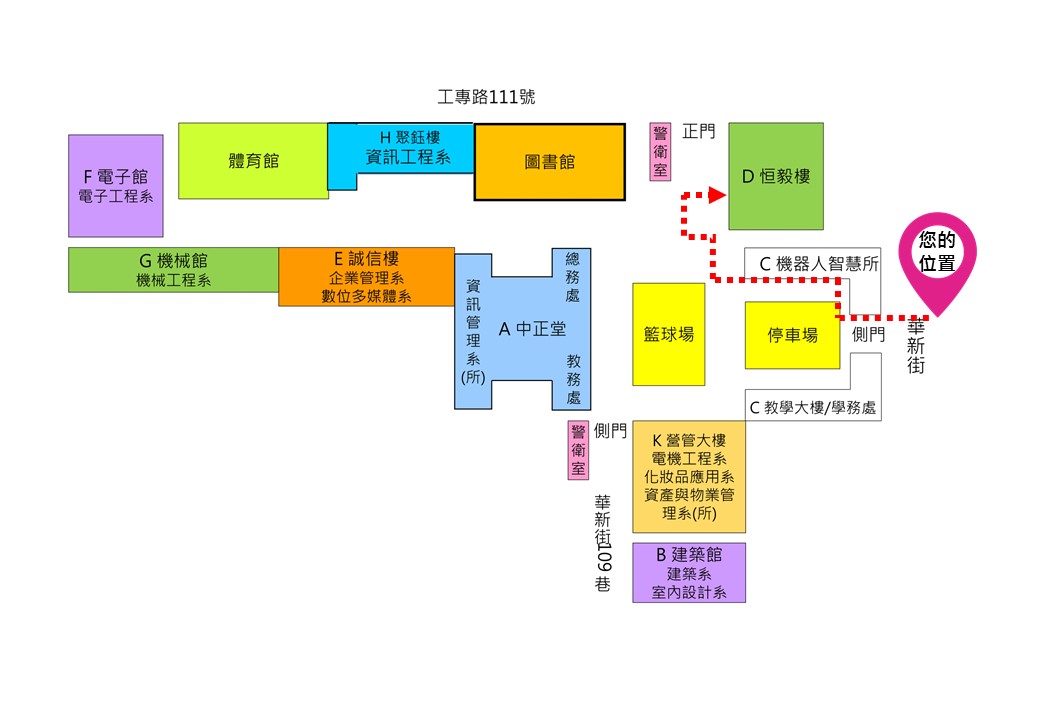 工專路111號
警衛室
正門
F 電子館
電子工程系
體育館
H 聚鈺樓
資訊工程系
圖書館
D 恒毅樓
您的
位置
G 機械館
機械工程系
E 誠信樓
企業管理系
數位多媒體系
資訊管理系(所)
A 中正堂
總務處
教務處
C 機器人智慧所
籃球場
停車場
側門
華新街
C 教學大樓/學務處
警衛室
側門
華新街109巷
K 營管大樓
電機工程系
化妝品應用系
資產與物業管
理系(所)
B 建築館
建築系
室內設計系